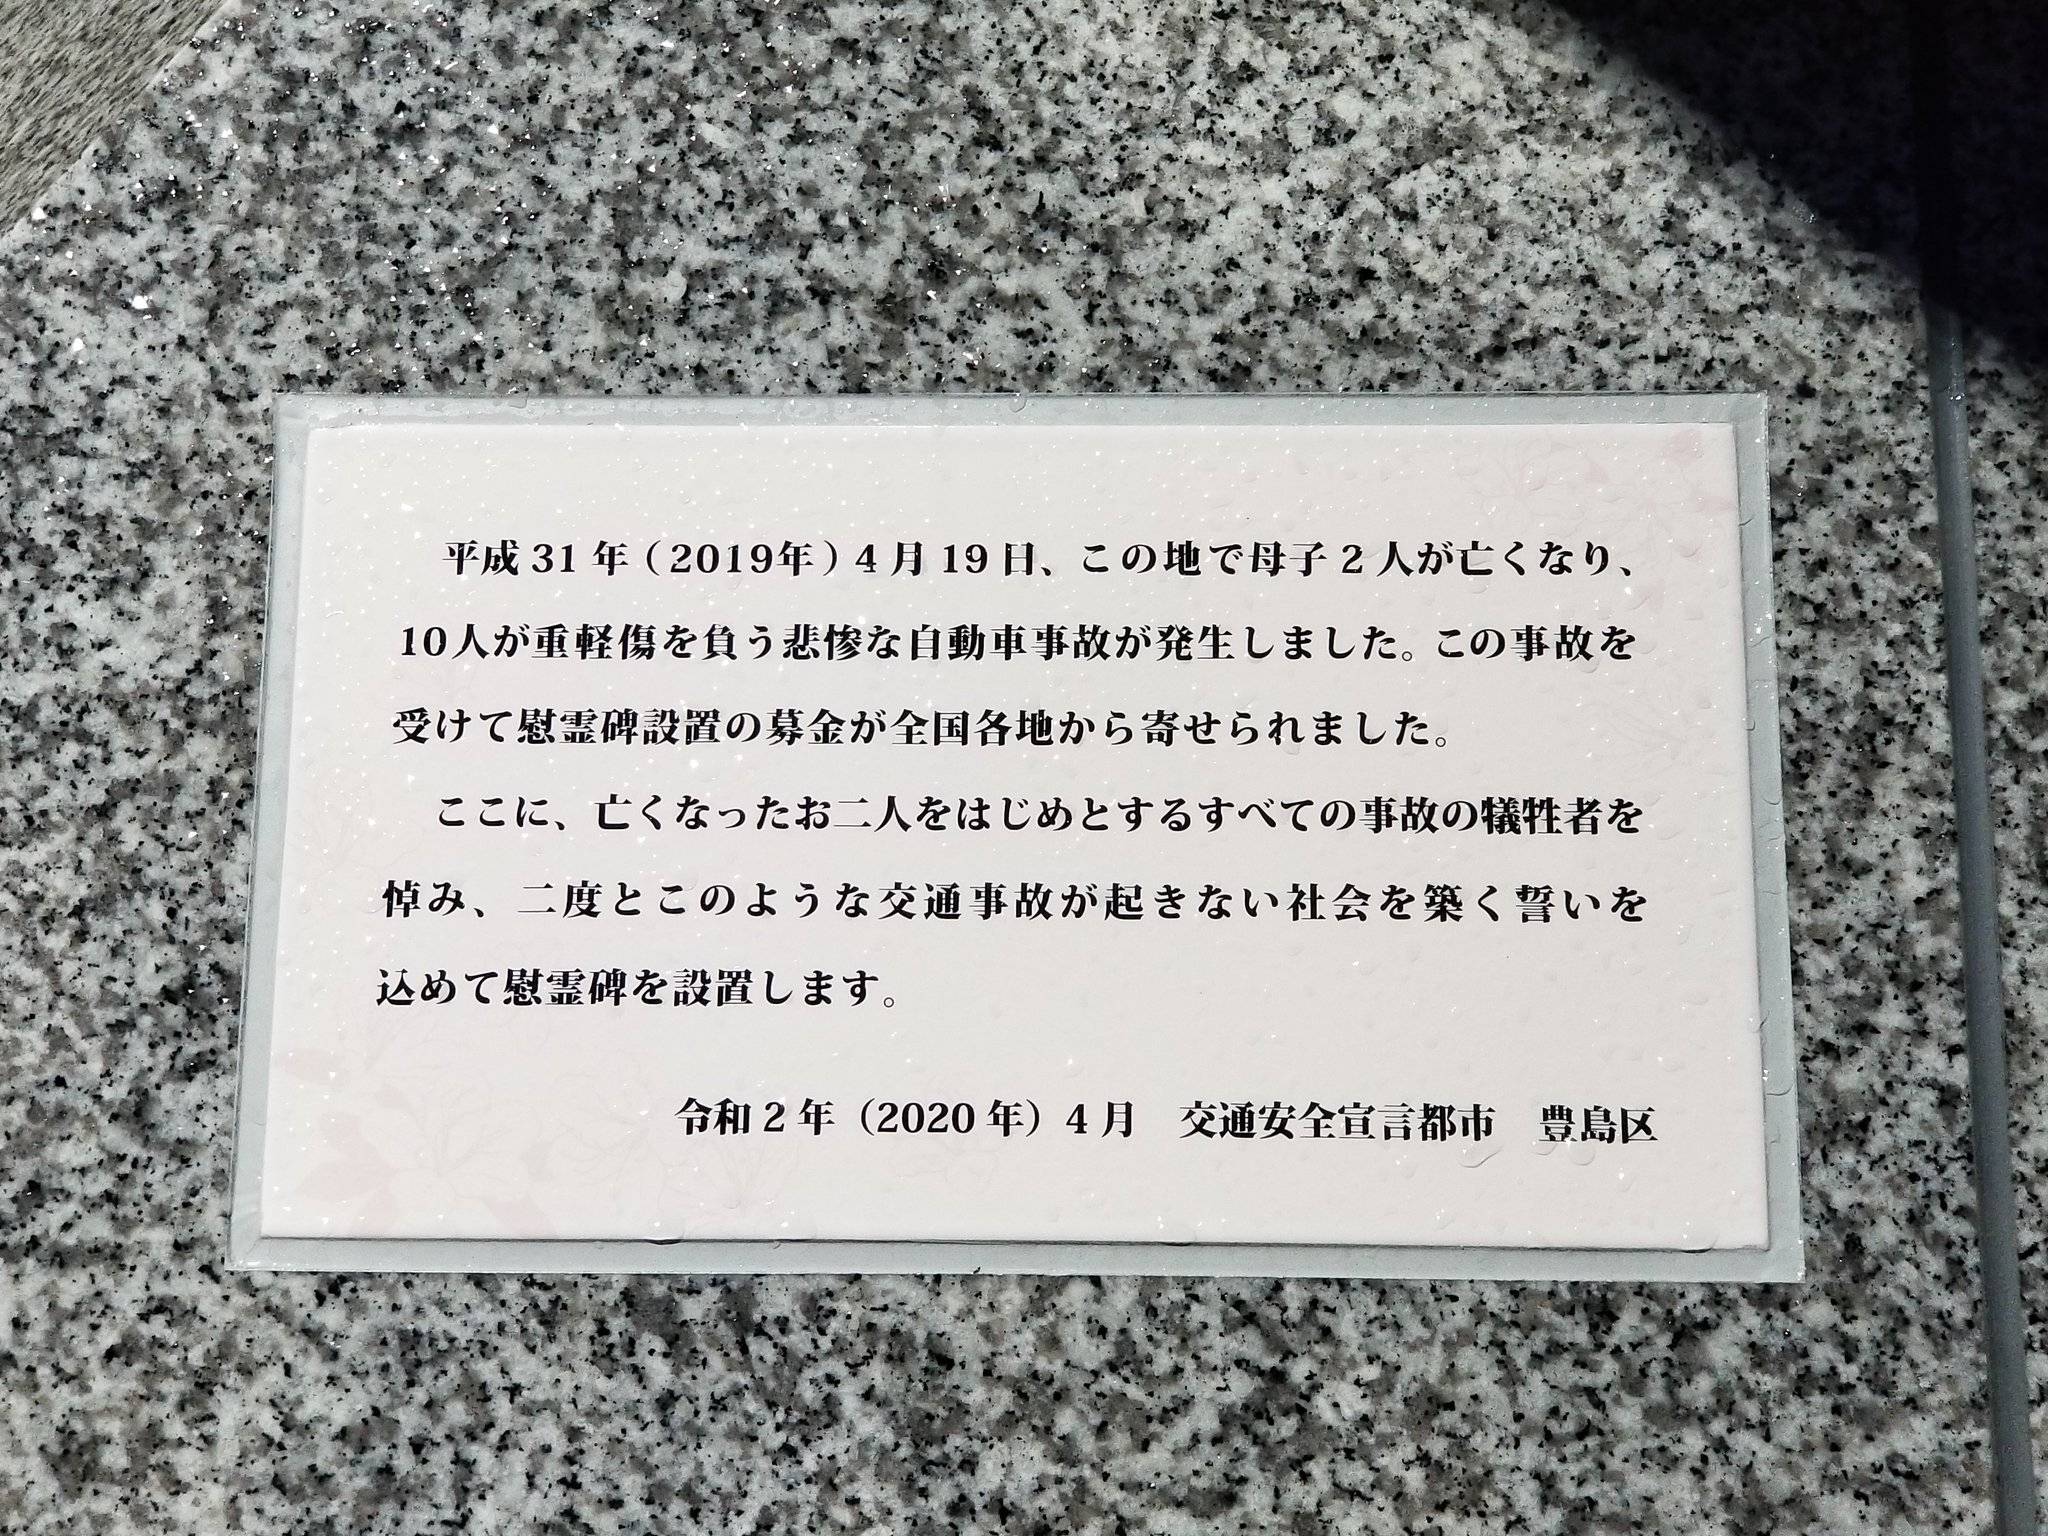 平成31年（2019年）4月19日、この地で母子2人が亡くなり、
10人が重軽傷を負う悲惨な自動車事故が発生しました。この事故を
受けて慰霊碑設置の募金が全国各地から寄せられました。
ここに、亡くなったお二人をはじめとするすべての事故の犠牲者を
悼み、二度とこのような交通事故が起きない社会を築く誓いを
込めて慰霊碑を設置します。
令和2年（2020年）4月　交通安全宣言都市　豊島区